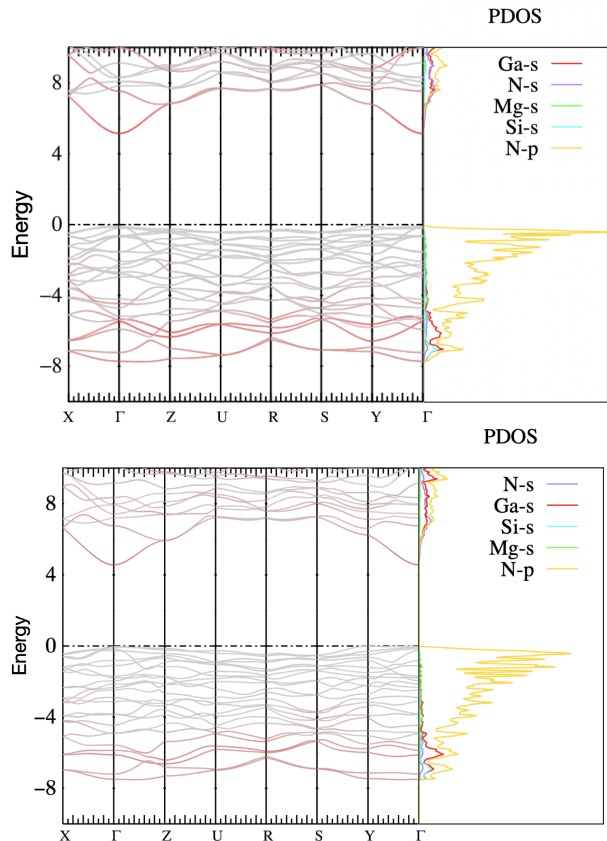 PDOS
8
4
0
−4
−8
Energy
Ga-s
N-s
Mg-s
Si-s
N-p
X Γ Z U R S Y Γ
PDOS
8
4
0
−4
−8
Energy
N-s
Ga-s
Si-s
Mg-s
N-p
X Γ Z U R S Y Γ